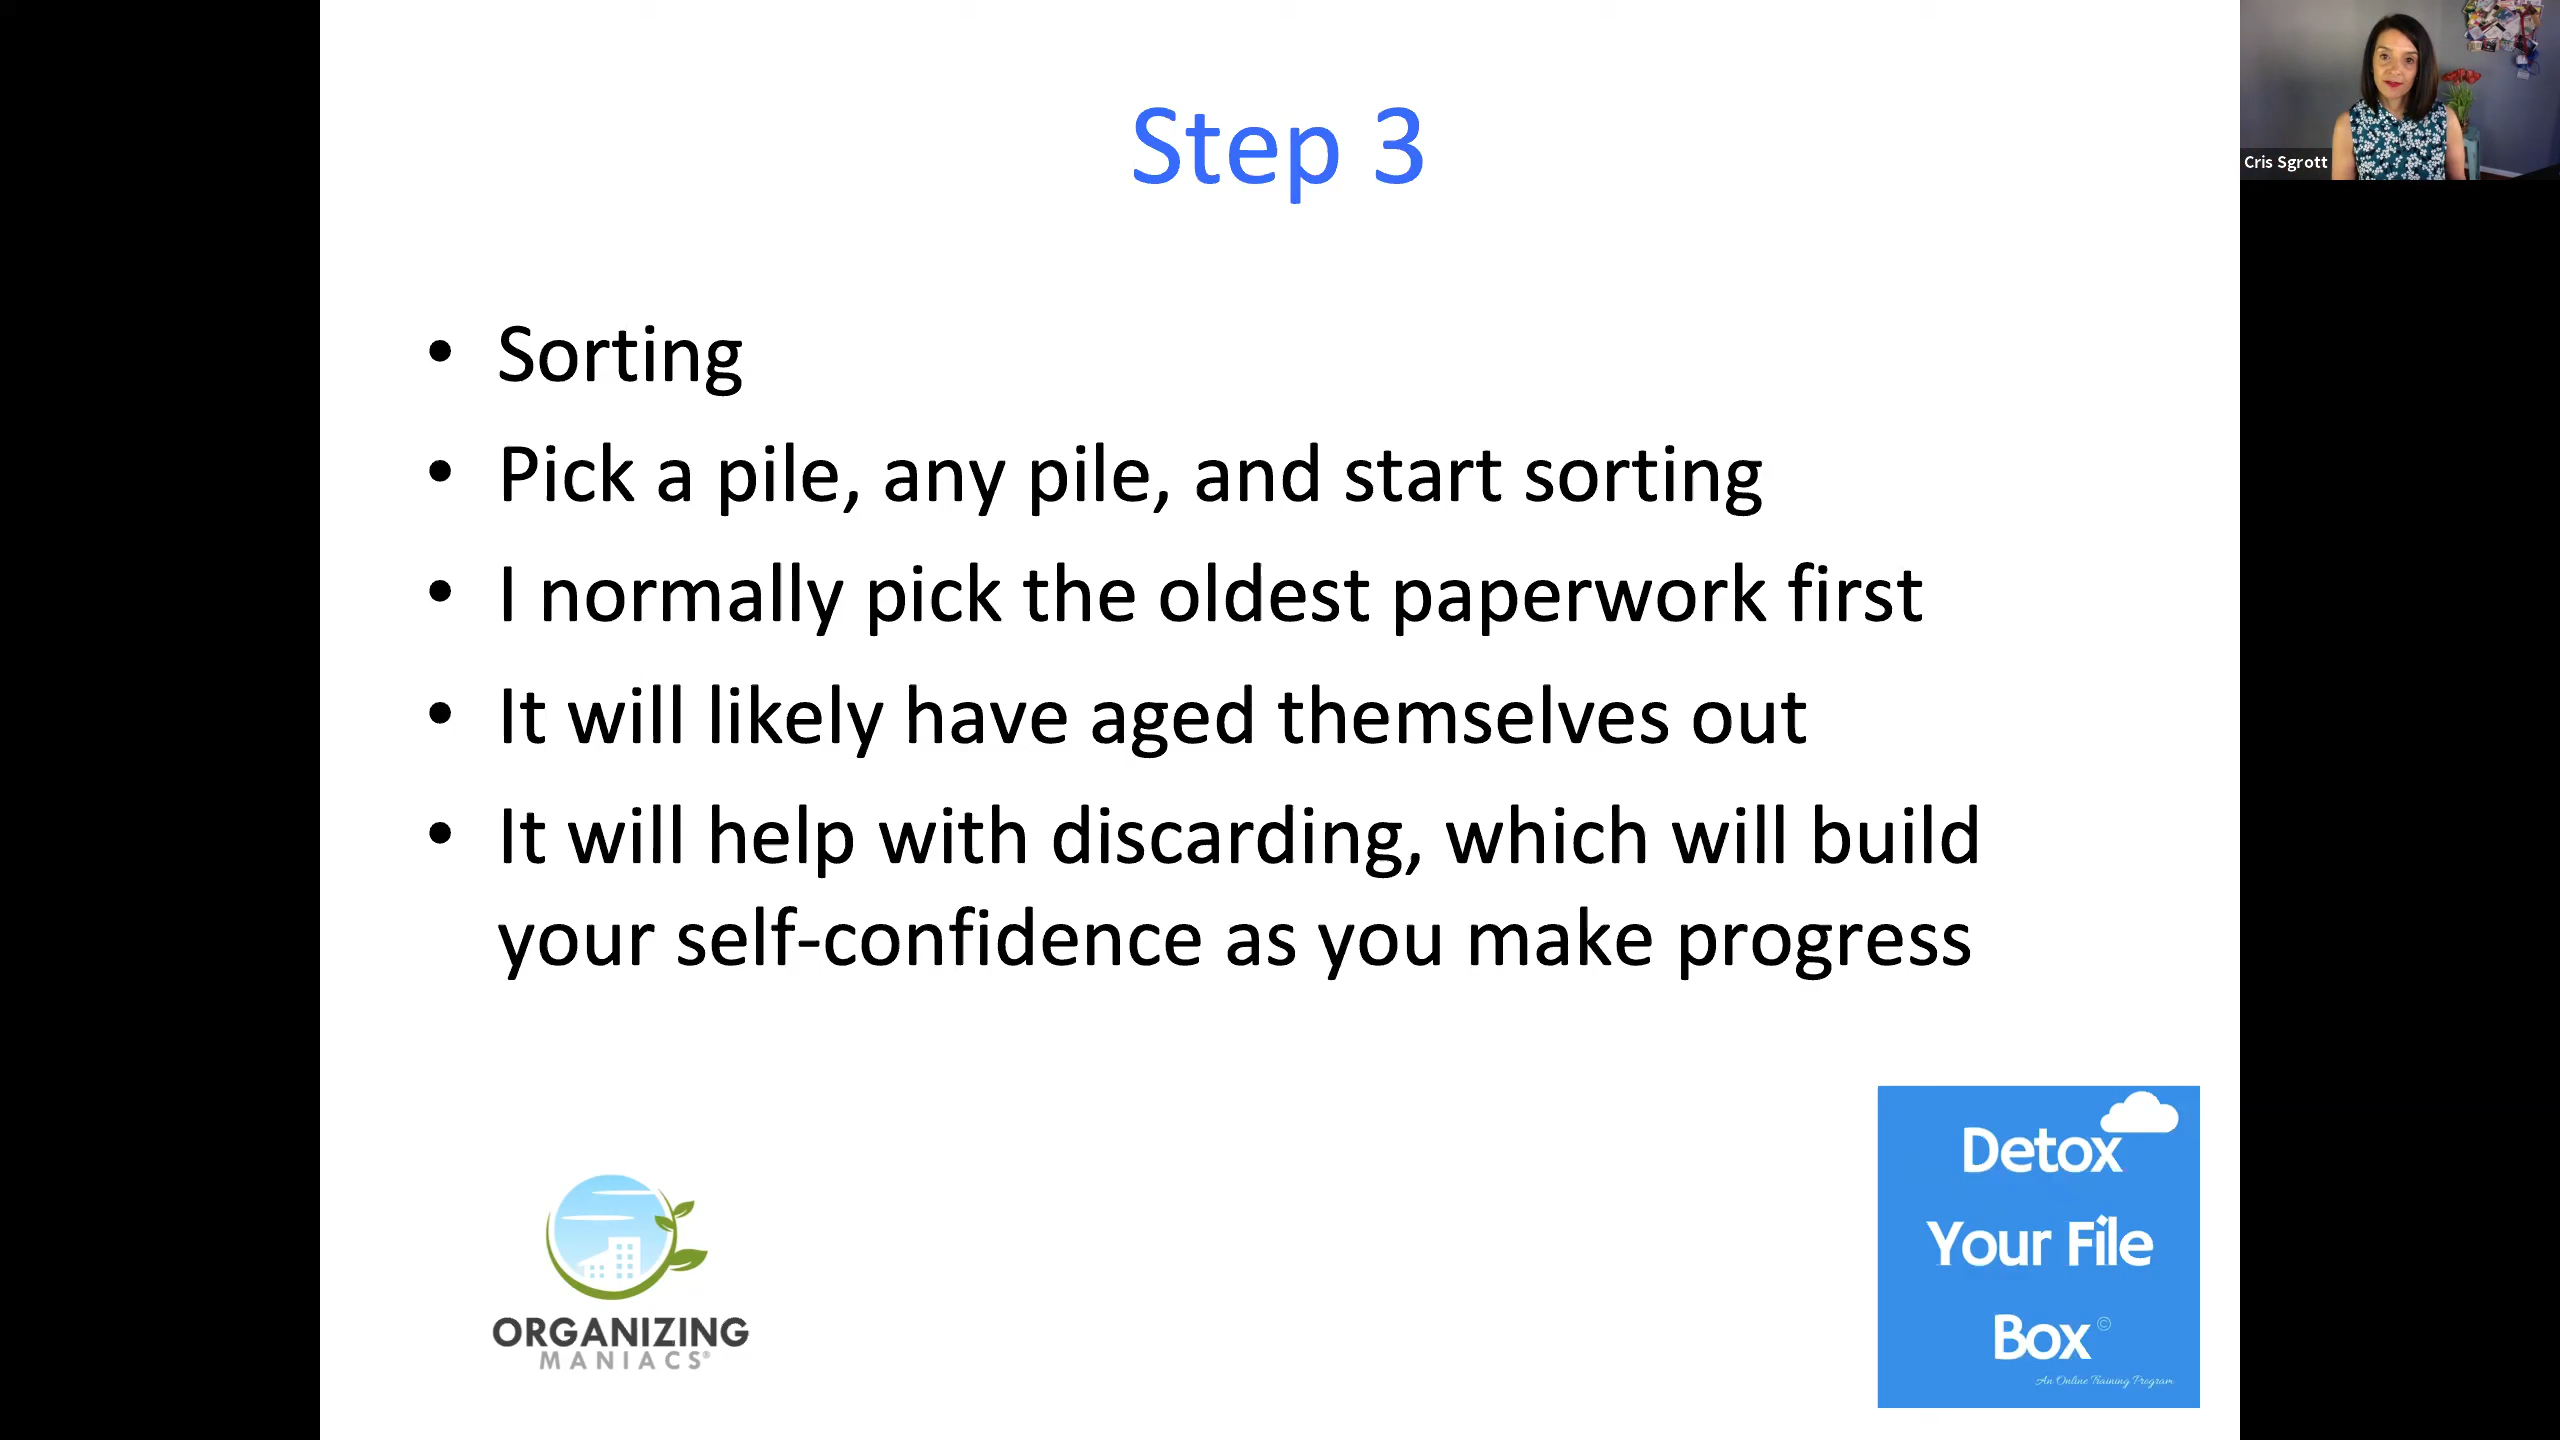 Step 3
• Sorting
• Pick a pile, any pile, and start sorting
• I normally pick the oldest paperwork first
• It will likely have aged themselves out
• It will help with discarding, which will build
your self-confidence as you make progress
ORGANIZING
MANIACS®
Detox
Your File
Box©
An Online Training Program
Cris Sgrott